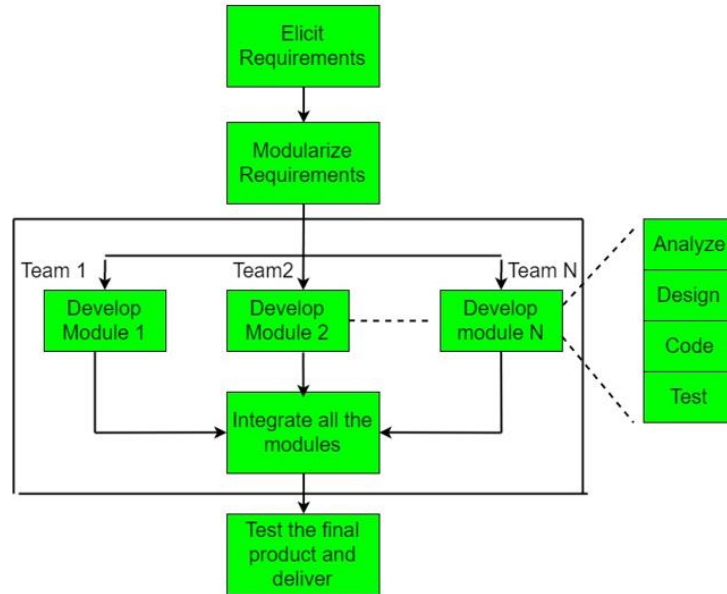 Elicit
Requirements
Modularize
Requirements
Team 1
Team2
Team N
Develop
Module 1
Develop
Module 2
Develop
module N
Analyze
Design
Code
Test
Integrate all the
modules
Test the final
product and
deliver